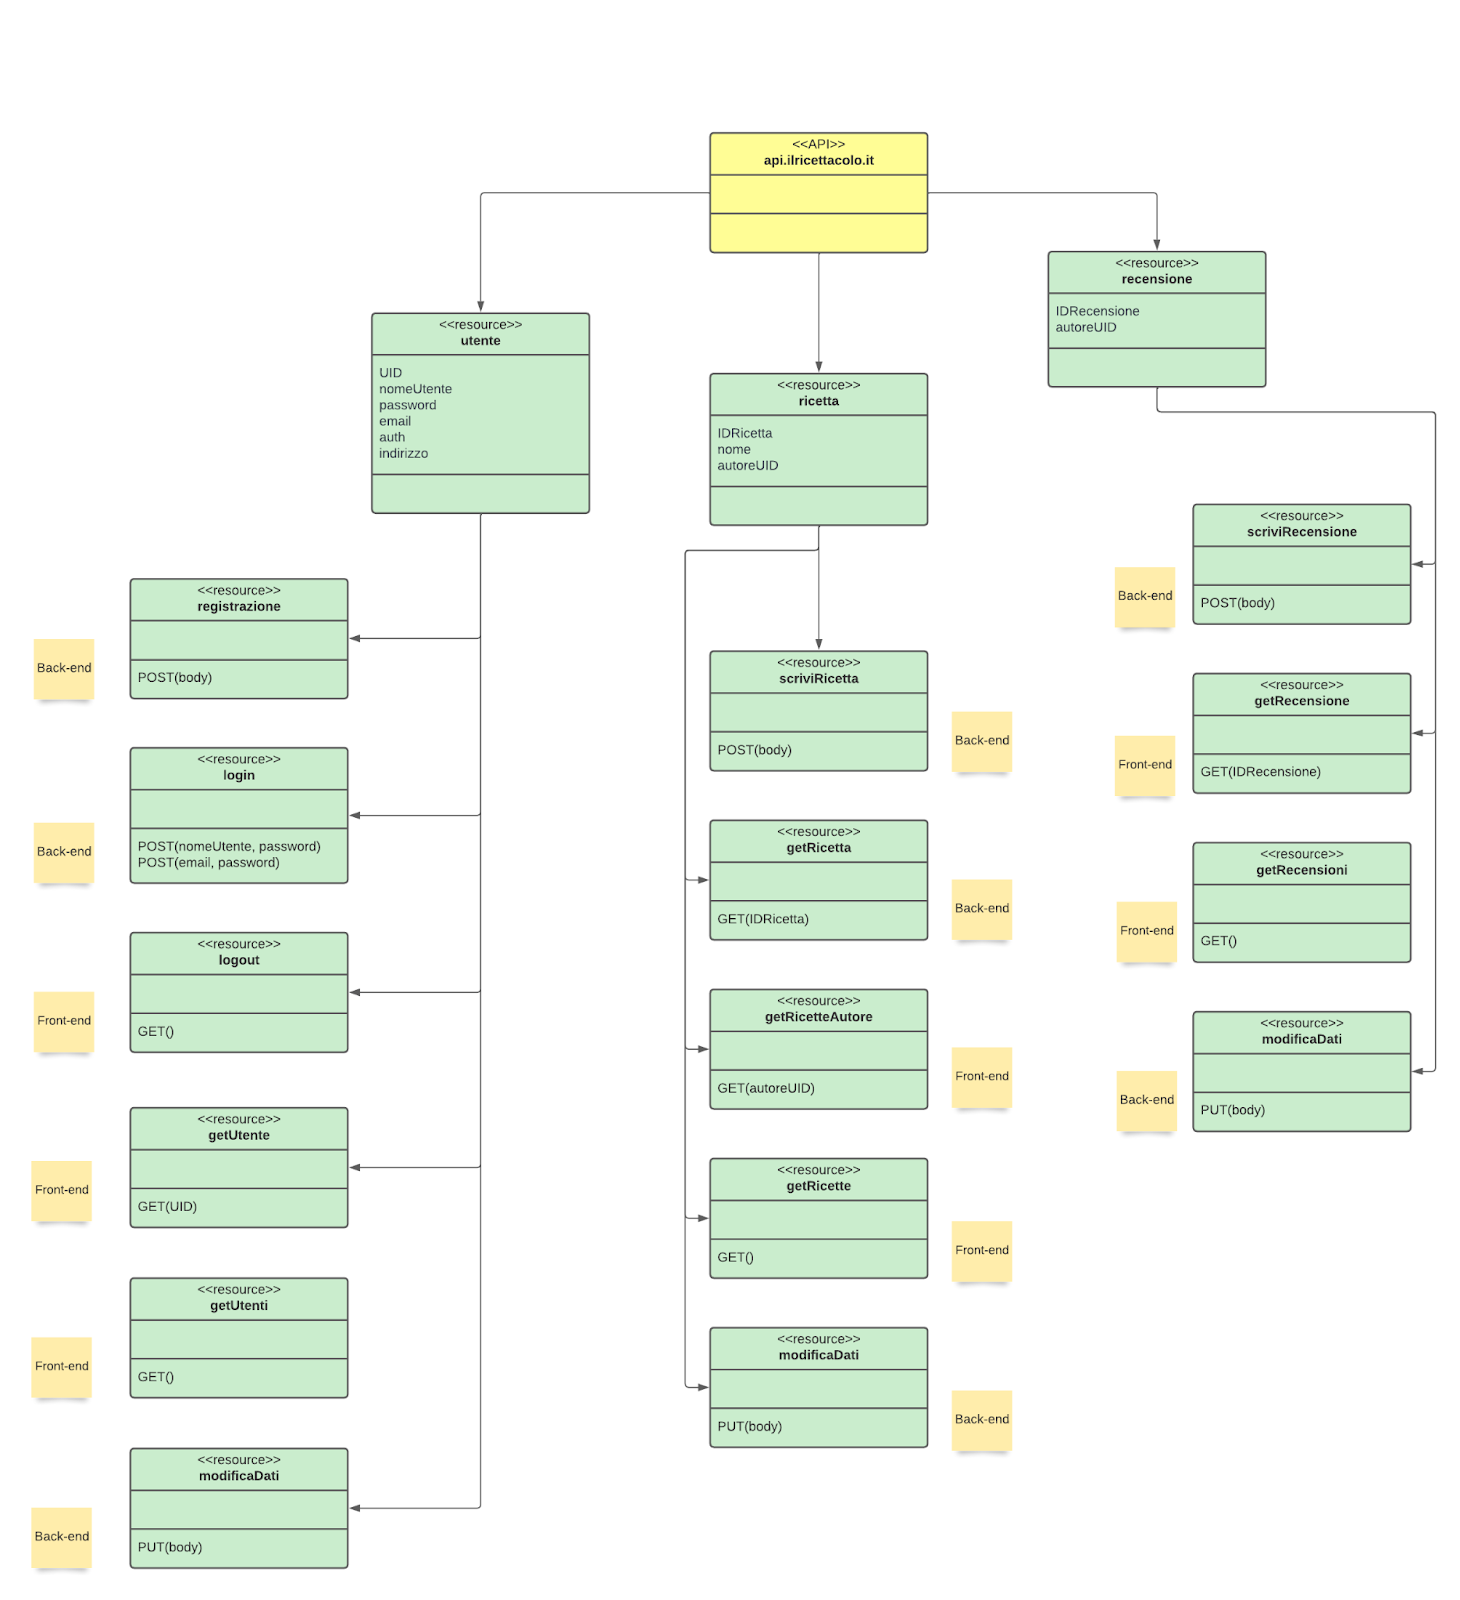 <<API>>
api.ilricettacolo.it
<<resource>>
utente
UID
nomeUtente
password
email
auth
indirizzo
<<resource>>
registrazione
POST(body)
Back-end
<<resource>>
login
POST(nomeUtente, password)
POST(email, password)
Back-end
<<resource>>
logout
GET()
Front-end
<<resource>>
getUtente
GET(UID)
Front-end
<<resource>>
getUtenti
GET()
Front-end
<<resource>>
modificaDati
PUT(body)
Back-end
<<resource>>
ricetta
IDRicetta
nome
autoreUID
<<resource>>
scriviRicetta
POST(body)
Back-end
<<resource>>
getRicetta
GET(IDRicetta)
Back-end
<<resource>>
getRicetteAutore
GET(autoreUID)
Front-end
<<resource>>
getRicette
GET()
Front-end
<<resource>>
modificaDati
PUT(body)
Back-end
<<resource>>
recensione
IDRecensione
autoreUID
<<resource>>
scriviRecensione
POST(body)
Back-end
<<resource>>
getRecensione
GET(IDRecensione)
Front-end
<<resource>>
getRecensioni
GET()
Front-end
<<resource>>
modificaDati
PUT(body)
Back-end